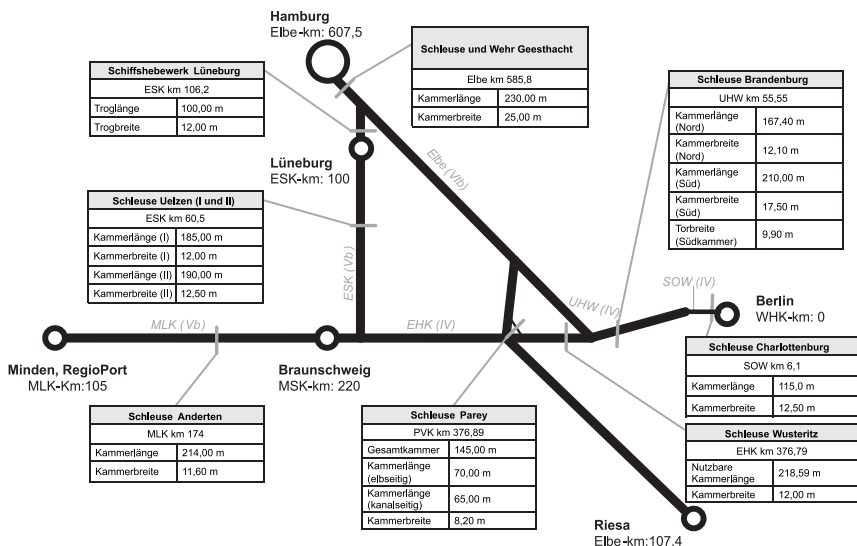 Hamburg
Elbe-km: 607,5
Schleuse und Wehr Geesthacht
Elbe km 585,8
Kammerlänge 230,00 m
Kammerbreite 25,00 m
Schiffshebewerk Lüneburg
ESK km 106,2
Troglänge 100,00 m
Trogbreite 12,00 m
Schleuse Brandenburg
UHW km 55,55
Kammerlänge
(Nord) 167,40 m
Kammerbreite
(Nord) 12,10 m
Kammerlänge
(Süd) 210,00 m
Kammerbreite
(Süd) 17,50 m
Torbreite
(Südkammer) 9,90 m
Lüneburg
ESK-km: 100
Elbe (VIb)
Schleuse Uelzen (I und II)
ESK km 60,5
Kammerlänge (I) 185,00 m
Kammerbreite (I) 12,00 m
Kammerlänge (II) 190,00 m
Kammerbreite (II) 12,50 m
ESK (Vb)
SOW (IV)
UHW (IV)
Berlin
WHK-km: 0
MLK (Vb)
EHK (IV)
Minden, RegioPort
MLK-Km:105
Braunschweig
MSK-km: 220
Schleuse Charlottenburg
SOW km 6,1
Kammerlänge 115,0 m
Kammerbreite 12,50 m
Schleuse Anderten
MLK km 174
Kammerlänge 214,00 m
Kammerbreite 11,60 m
Schleuse Parey
PVK km 376,89
Gesamtkammer 145,00 m
Kammerlänge
(elbseitig) 70,00 m
Kammerlänge
(kanalseitig) 65,00 m
Kammerbreite 8,20 m
Schleuse Wusteritz
EHK km 376,79
Nutzbare
Kammerlänge 218,59 m
Kammerbreite 12,00 m
Riesa
Elbe-km:107,4